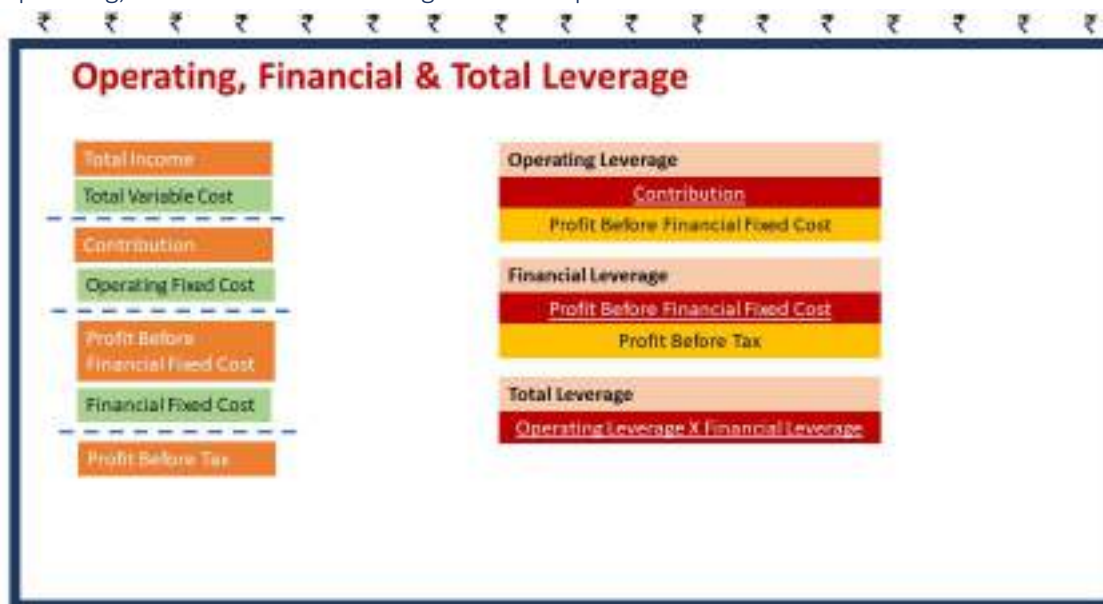 ₹ ₹ ₹ ₹ ₹ ₹ ₹ ₹ ₹ ₹ ₹ ₹ ₹ ₹ ₹ ₹ ₹
Operating, Financial & Total Leverage
Total Income
Total Variable Cost
Contribution
Operating Fixed Cost
Profit Before
Financial Fixed Cost
Financial Fixed Cost
Profit Before Tax
Operating Leverage
Contribution
Profit Before Financial Fixed Cost
Financial Leverage
Profit Before Financial Fixed Cost
Profit Before Tax
Total Leverage
Operating Leverage X Financial Leverage